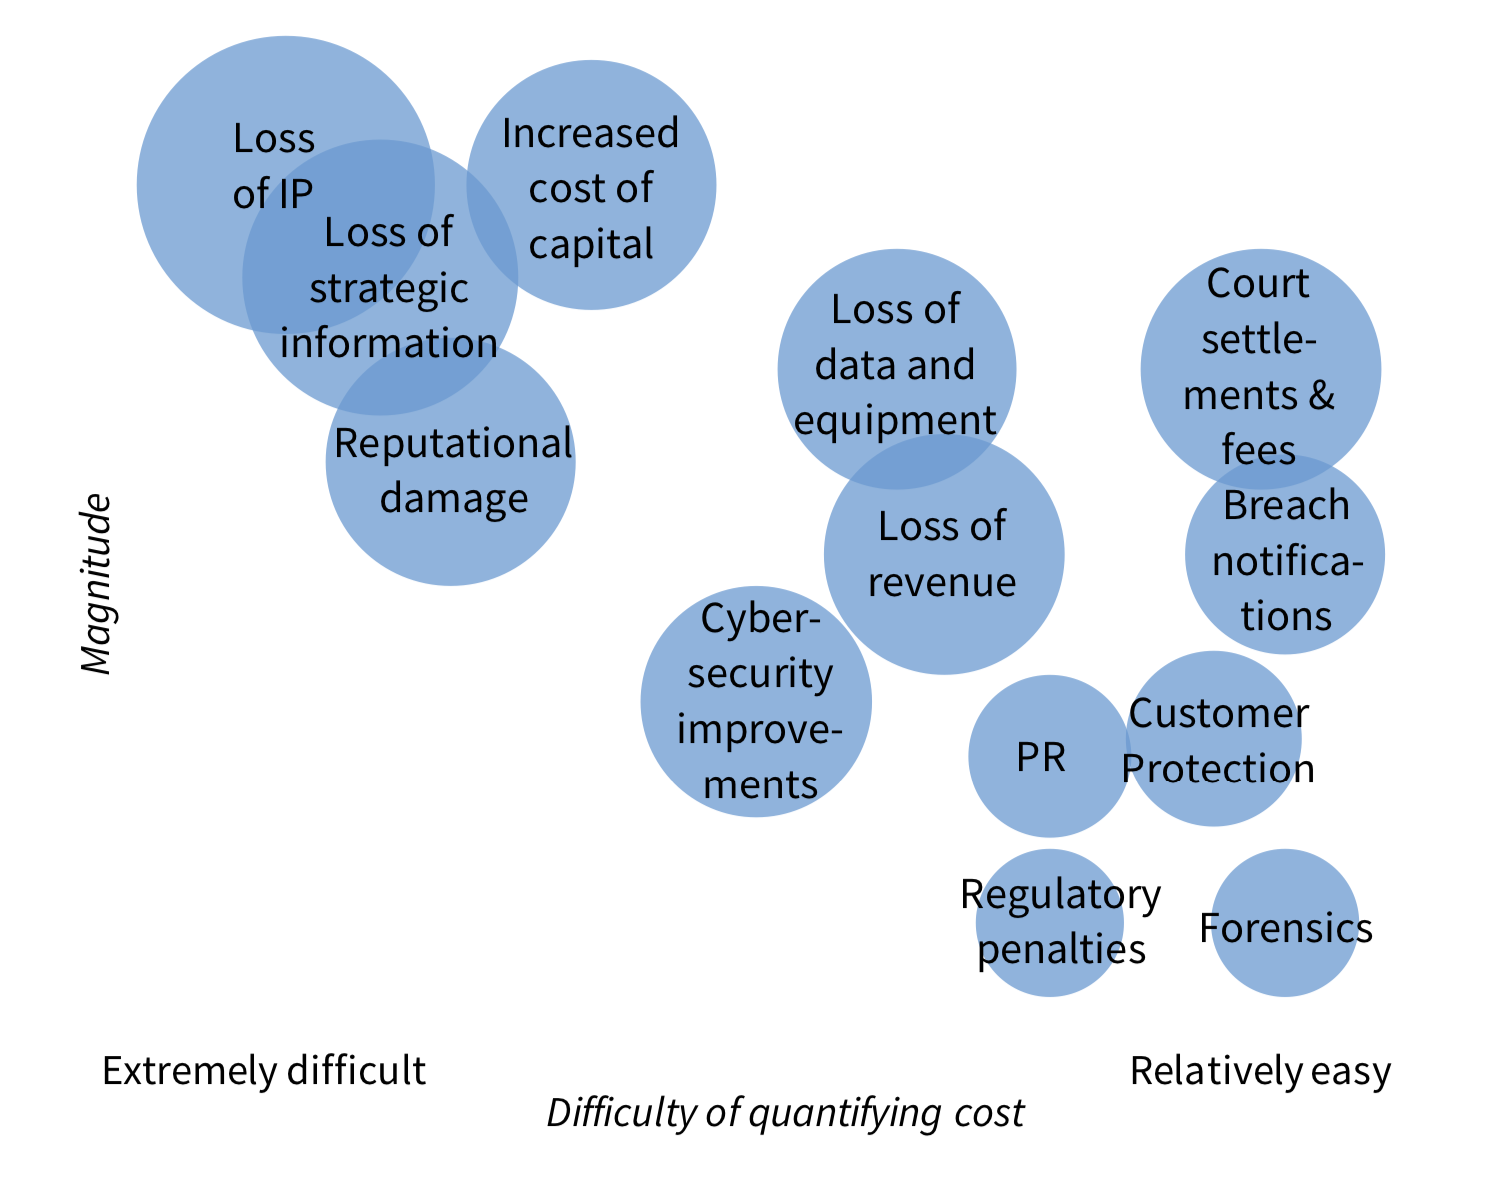 Loss
of IP
Increased
cost of
capital
Loss of
strategic
information
Reputational
damage
Loss of
data and
equipment
Court
settle-
ments &
fees
Loss of
revenue
Breach
notifica-
tions
Cyber-
security
improve-
ments
PR
Customer
Protection
Regulatory
penalties
Forensics
Magnitude
Extremely difficult
Relatively easy
Difficulty of quantifying cost